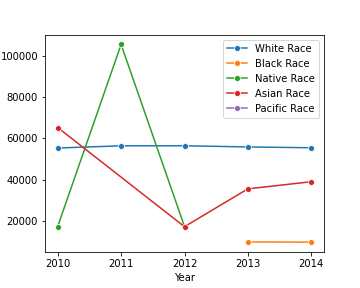 100000
80000
60000
40000
20000
White Race
Black Race
Native Race
Asian Race
Pacific Race
2010 2011 2012 2013 2014
Year